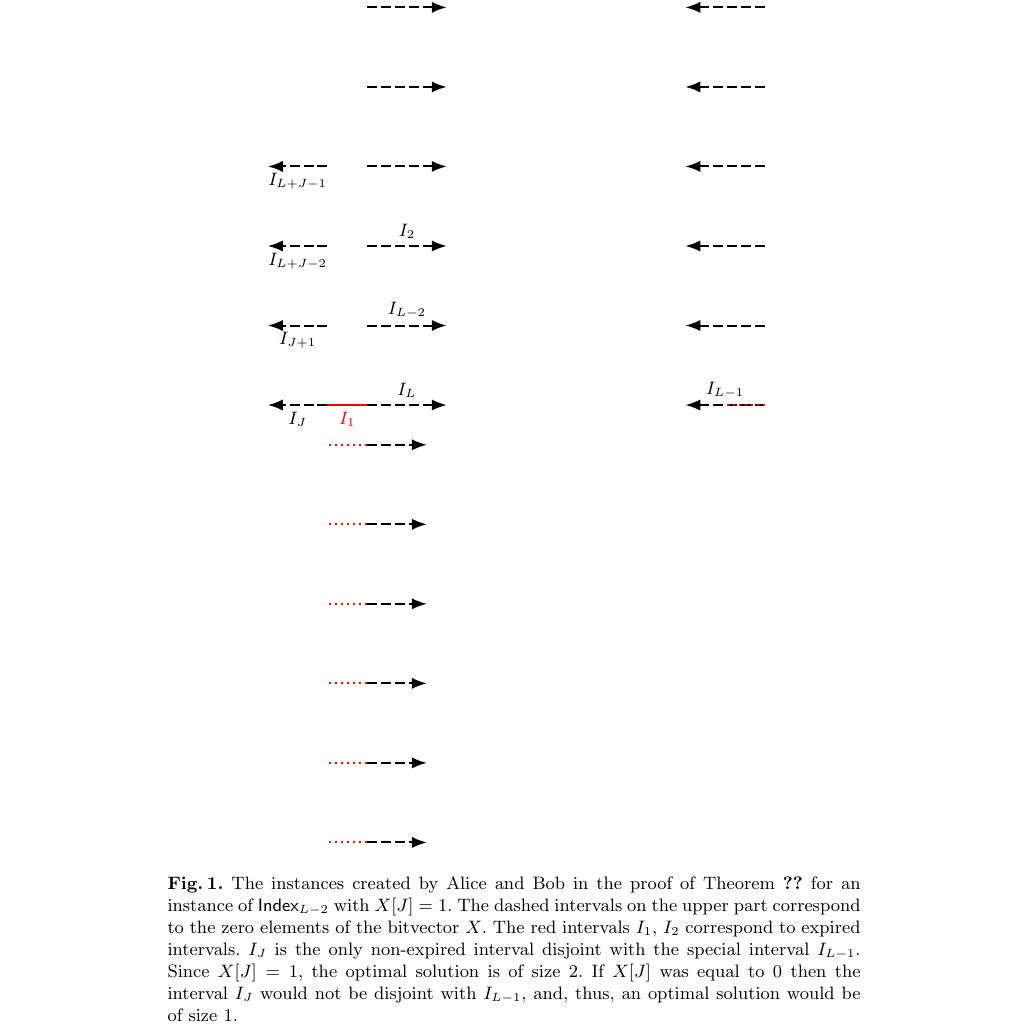 I_{L+J−1}
I_2
I_{L+J−2}
I_{L−2}
I_{J+1}
I_L
I_{L−1}
I_J
I_1
Fig. 1. The instances created by Alice and Bob in the proof of Theorem ?? for an
instance of Index_{L−2} with X[J] = 1. The dashed intervals on the upper part correspond
to the zero elements of the bitvector X. The red intervals I_1, I_2 correspond to expired
intervals. I_J is the only non-expired interval disjoint with the special interval I_{L−1}.
Since X[J] = 1, the optimal solution is of size 2. If X[J] was equal to 0 then the
interval I_J would not be disjoint with I_{L−1}, and, thus, an optimal solution would be
of size 1.